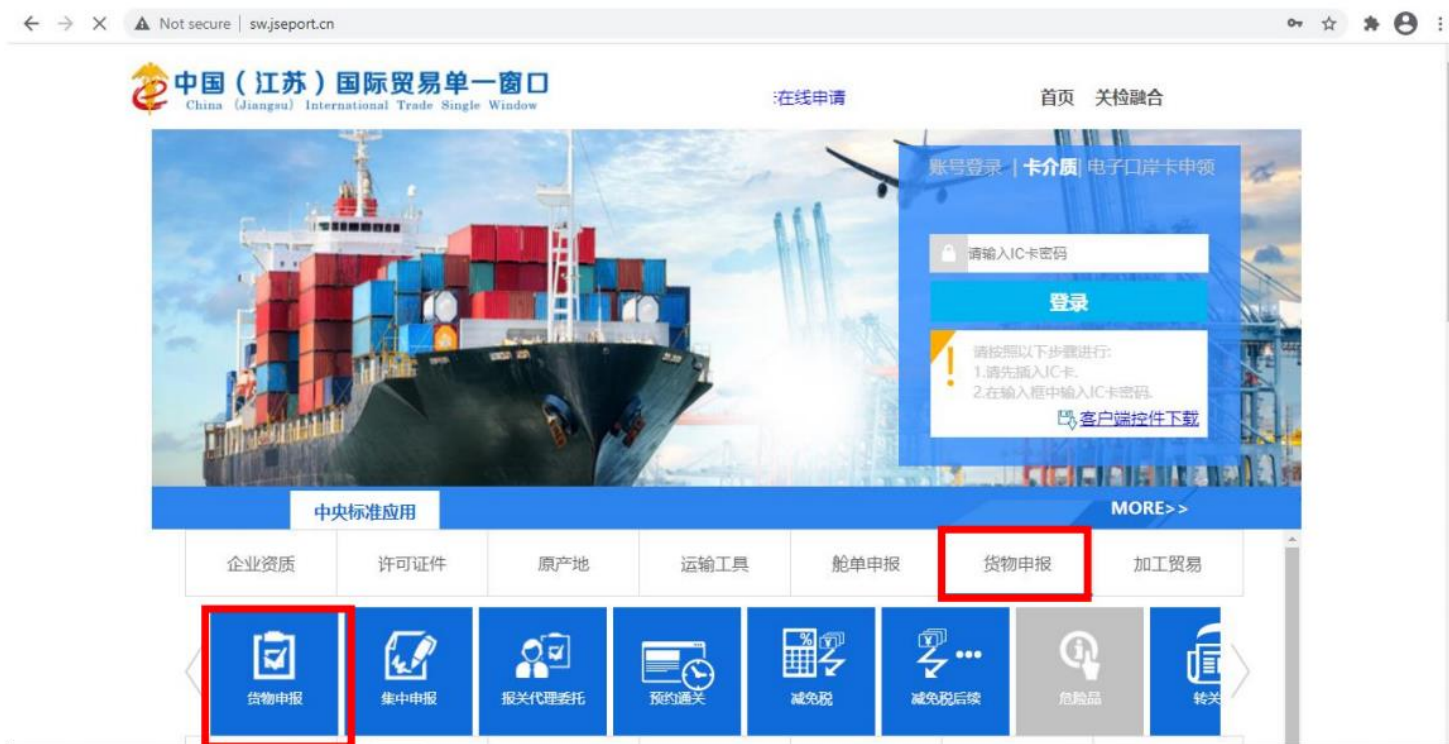 Not secure | sw.jseport.cn
中国（江苏）国际贸易单一窗口
China (Jiangsu) International Trade Single Window
:在线申请
首页 关检融合
账号登录 | 卡介质 | 电子口岸卡申领
请输入IC卡密码
登录
请按照以下步骤进行:
1.请先插入IC卡.
2.在输入框中输入IC卡密码.
客户端控件下载
中央标准应用
MORE>>
企业资质 许可证件 原产地 运输工具 舱单申报 货物申报 加工贸易
货物申报 集中申报 报关代理委托 预约通关 减免税 减免税后续 危险品 转关